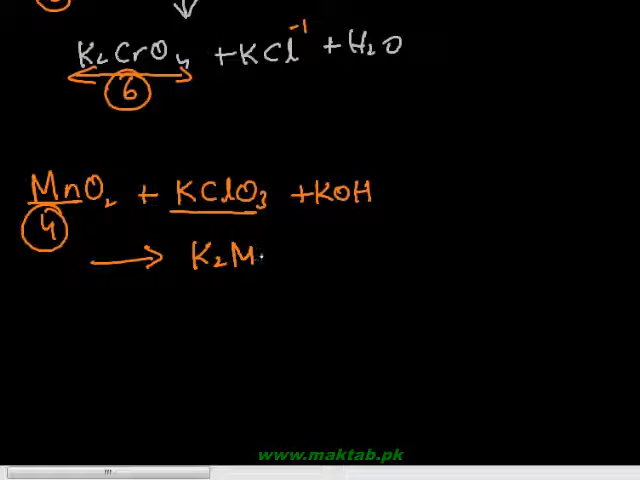 K₂CrO₄ + KCl⁻¹ + H₂O
6
MnO₂ + KClO₃ + KOH
4
→ K₂M
www.maktab.pk